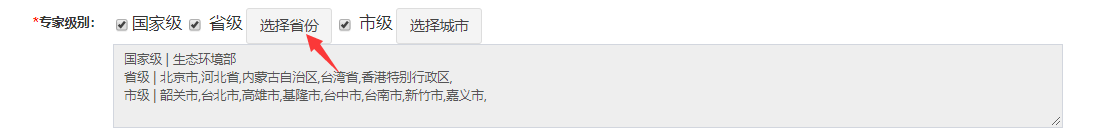 *专家级别： 国家级 省级 选择省份 市级 选择城市
国家级 | 生态环境部
省级 | 北京市,河北省,内蒙古自治区,台湾省,香港特别行政区,
市级 | 韶关市,台北市,高雄市,基隆市,台中市,台南市,新竹市,嘉义市,